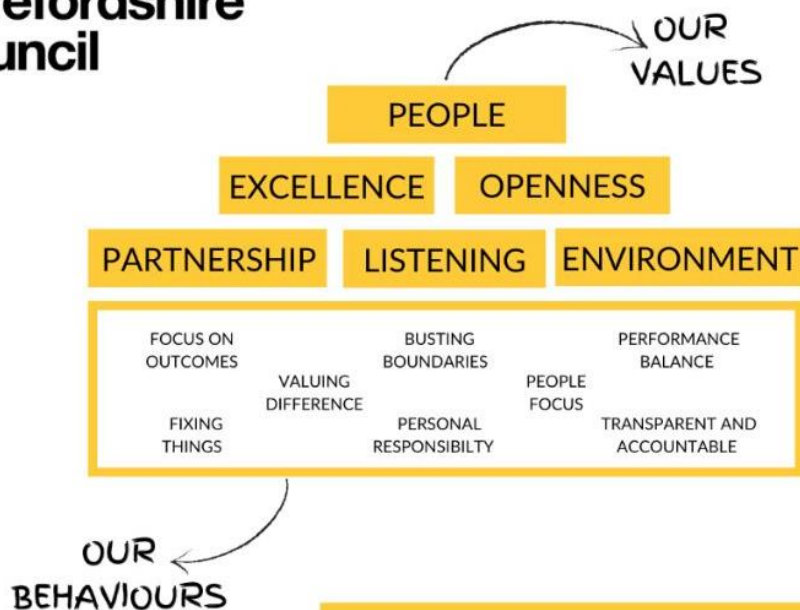 efordshire
uncil
OUR
VALUES
PEOPLE
EXCELLENCE OPENNESS
PARTNERSHIP LISTENING ENVIRONMENT
FOCUS ON
OUTCOMES
BUSTING
BOUNDARIES
PERFORMANCE
BALANCE
VALUING
DIFFERENCE
PEOPLE
FOCUS
FIXING
THINGS
PERSONAL
RESPONSIBILTY
TRANSPARENT AND
ACCOUNTABLE
OUR
BEHAVIOURS